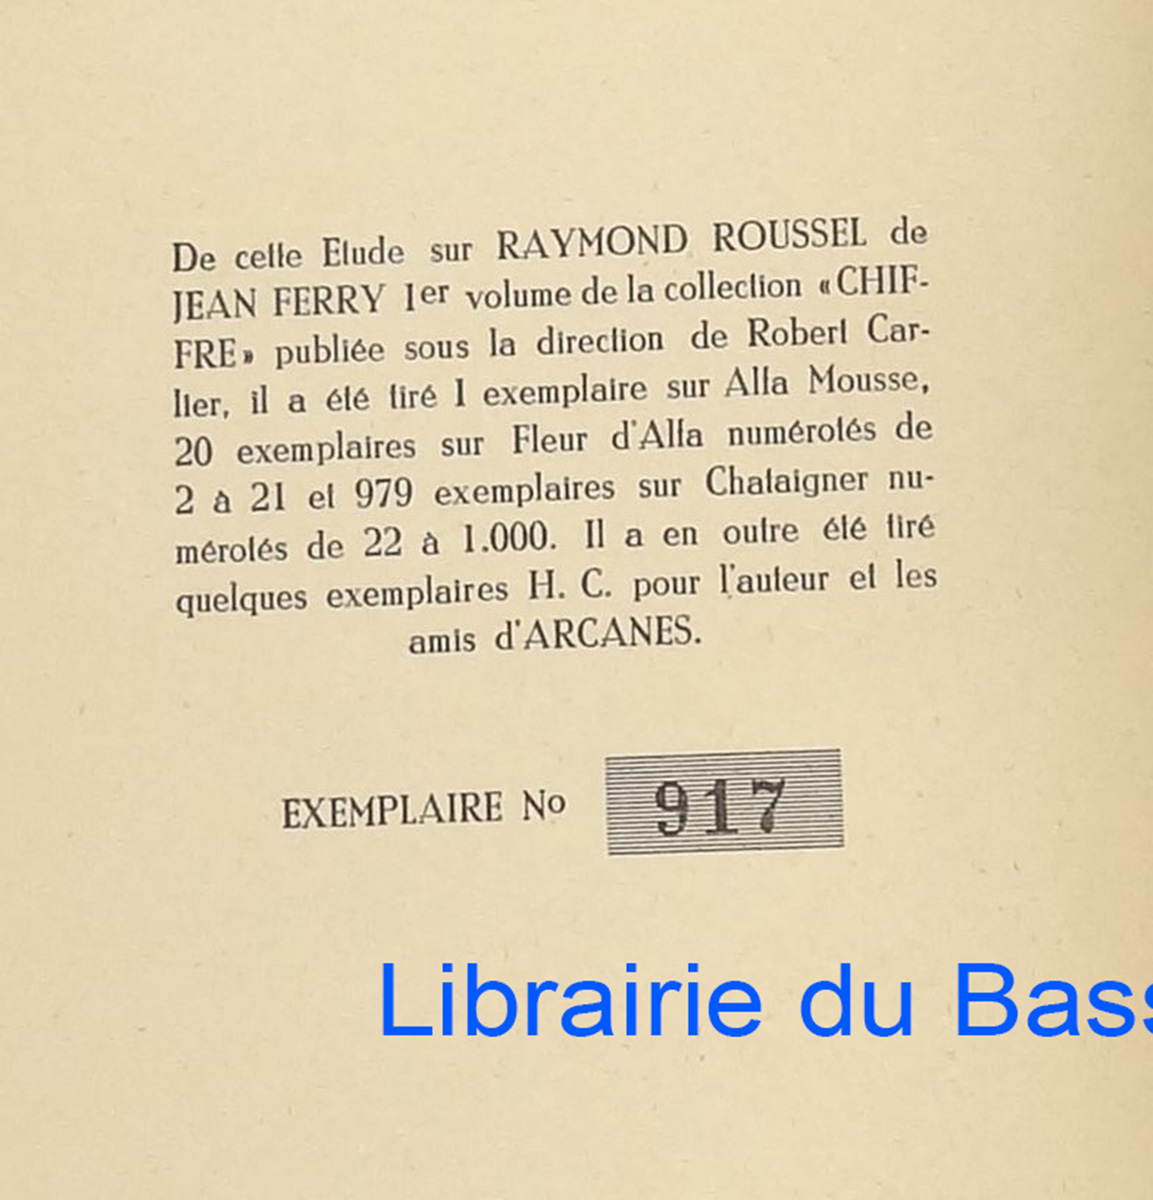 De cette Etude sur RAYMOND ROUSSEL de
JEAN FERRY 1er volume de la collection «CHIF-
FRE» publiée sous la direction de Robert Car-
lier, il a été tiré 1 exemplaire sur Alfa Mousse,
20 exemplaires sur Fleur d'Alfa numérotés de
2 à 21 et 979 exemplaires sur Chataigner nu-
mérotés de 22 à 1.000. Il a en outre été tiré
quelques exemplaires H. C. pour l'auteur et les
amis d'ARCANES.
EXEMPLAIRE No 917
Librairie du Bass